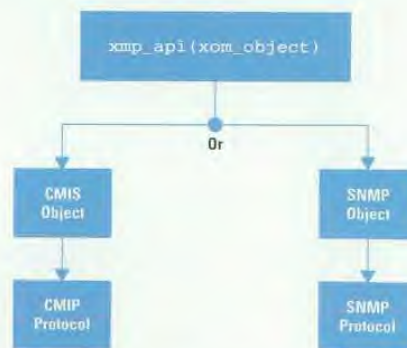 xmp_api(xom_object)
Or
CMIS
Object
SNMP
Object
CMIP
Protocol
SNMP
Protocol